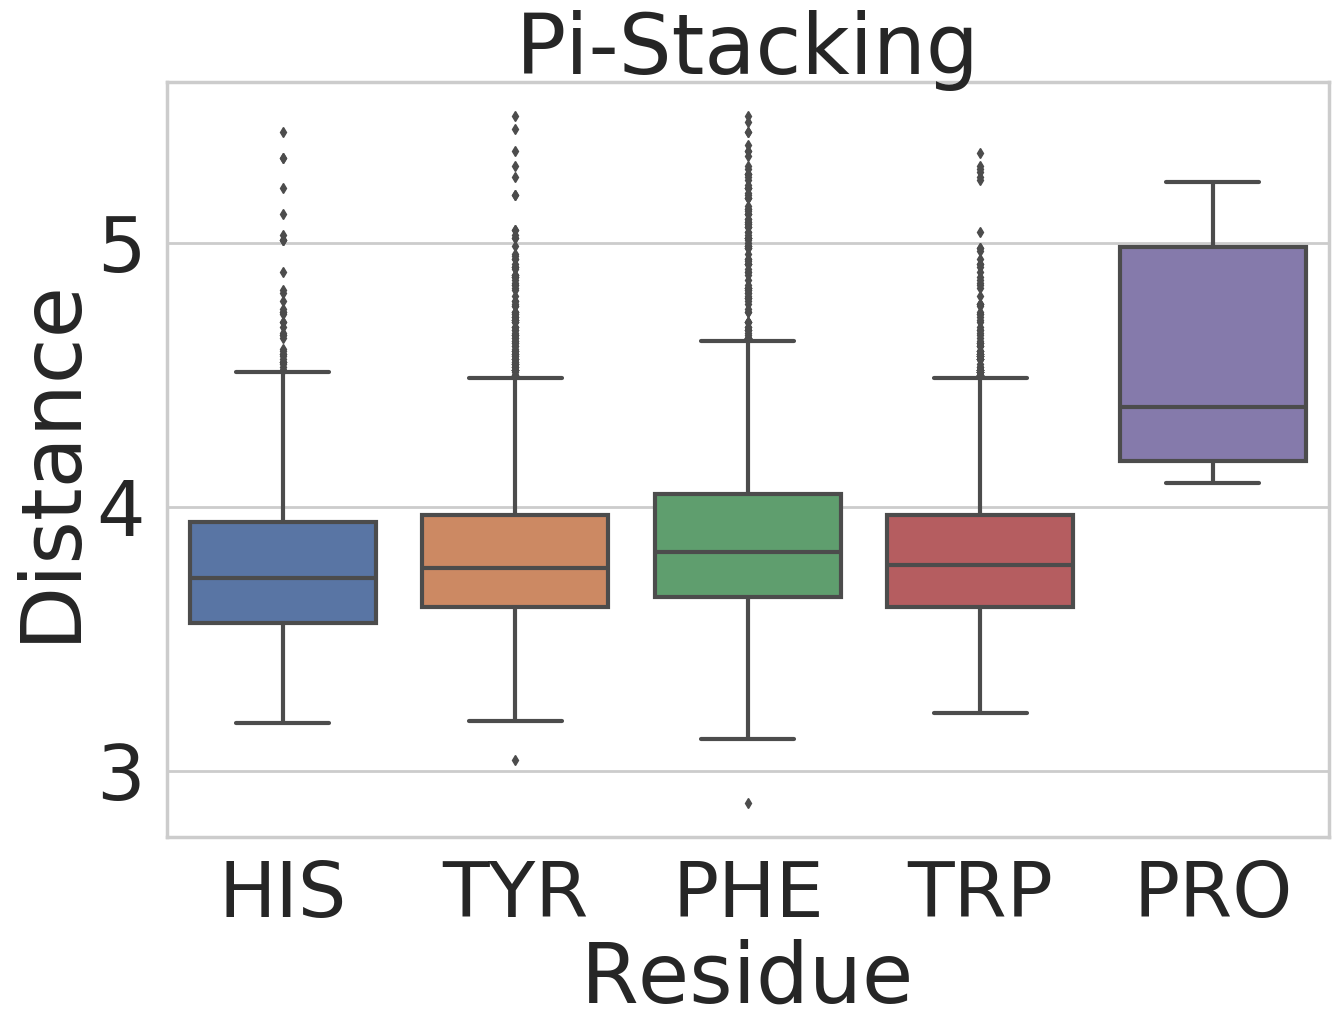 Pi-Stacking
Distance
5
4
3
HIS TYR PHE TRP PRO
Residue